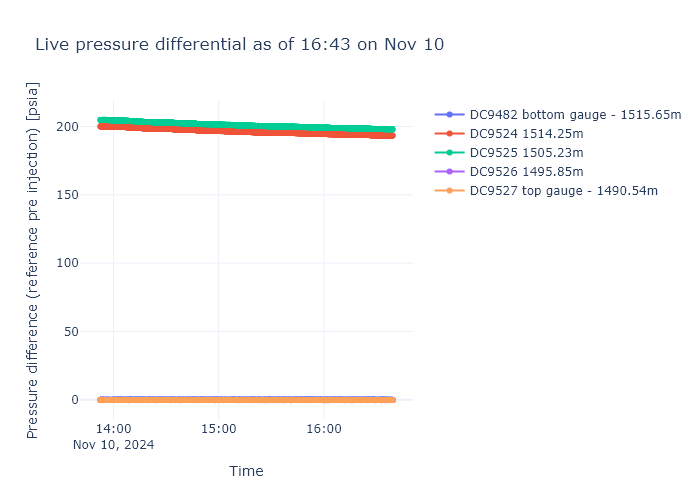 Live pressure differential as of 16:43 on Nov 10
Pressure difference (reference pre injection) [psia]
200
150
100
50
0
14:00
Nov 10, 2024
15:00
16:00
Time
DC9482 bottom gauge - 1515.65m
DC9524 1514.25m
DC9525 1505.23m
DC9526 1495.85m
DC9527 top gauge - 1490.54m